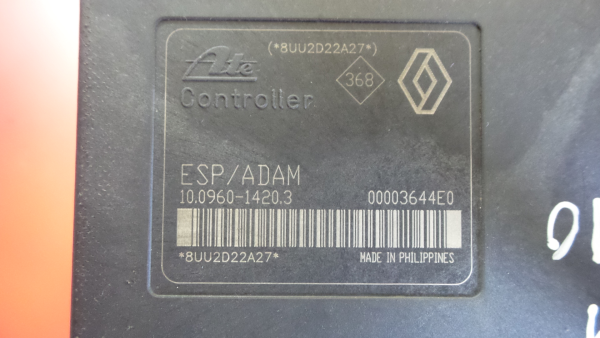 (*8UU2D22A27*)
Ate
368
Controller
ESP/ADAM
10.0960-1420.3 00003644E0
*8UU2D22A27* MADE IN PHILIPPINES